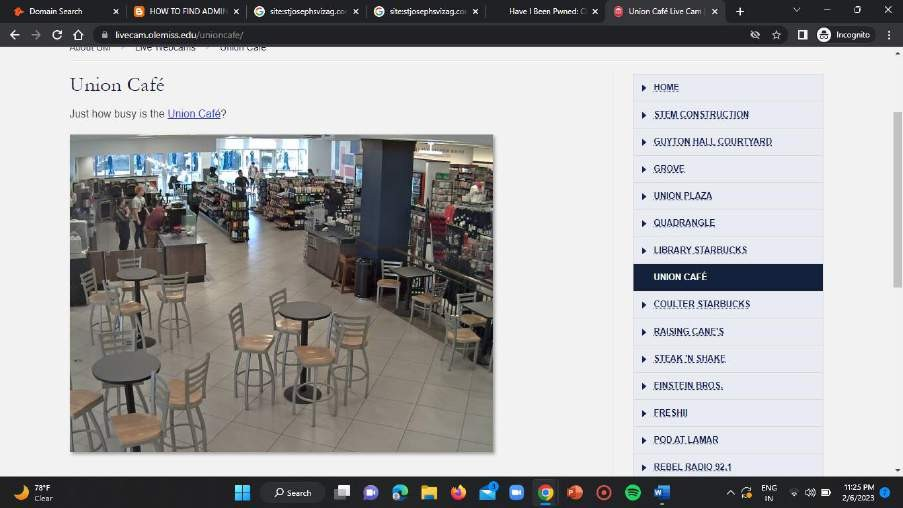 Domain Search
HOW TO FIND ADMIN
site:stjosephsvizag.co
site:stjosephsvizag.co
Have I Been Pwned: C
Union Café Live Cam |
livecam.olemiss.edu/unioncafe/
Incognito
About UM / Live Webcams / Union Café
Union Café
Just how busy is the Union Café?
HOME
STEM CONSTRUCTION
GUYTON HALL COURTYARD
GROVE
UNION PLAZA
QUADRANGLE
LIBRARY STARBUCKS
UNION CAFÉ
COULTER STARBUCKS
RAISING CANE'S
STEAK 'N SHAKE
EINSTEIN BROS.
FRESHII
POD AT LAMAR
REBEL RADIO 92.1
78°F
Clear
Search
ENG
IN
11:25 PM
2/6/2023